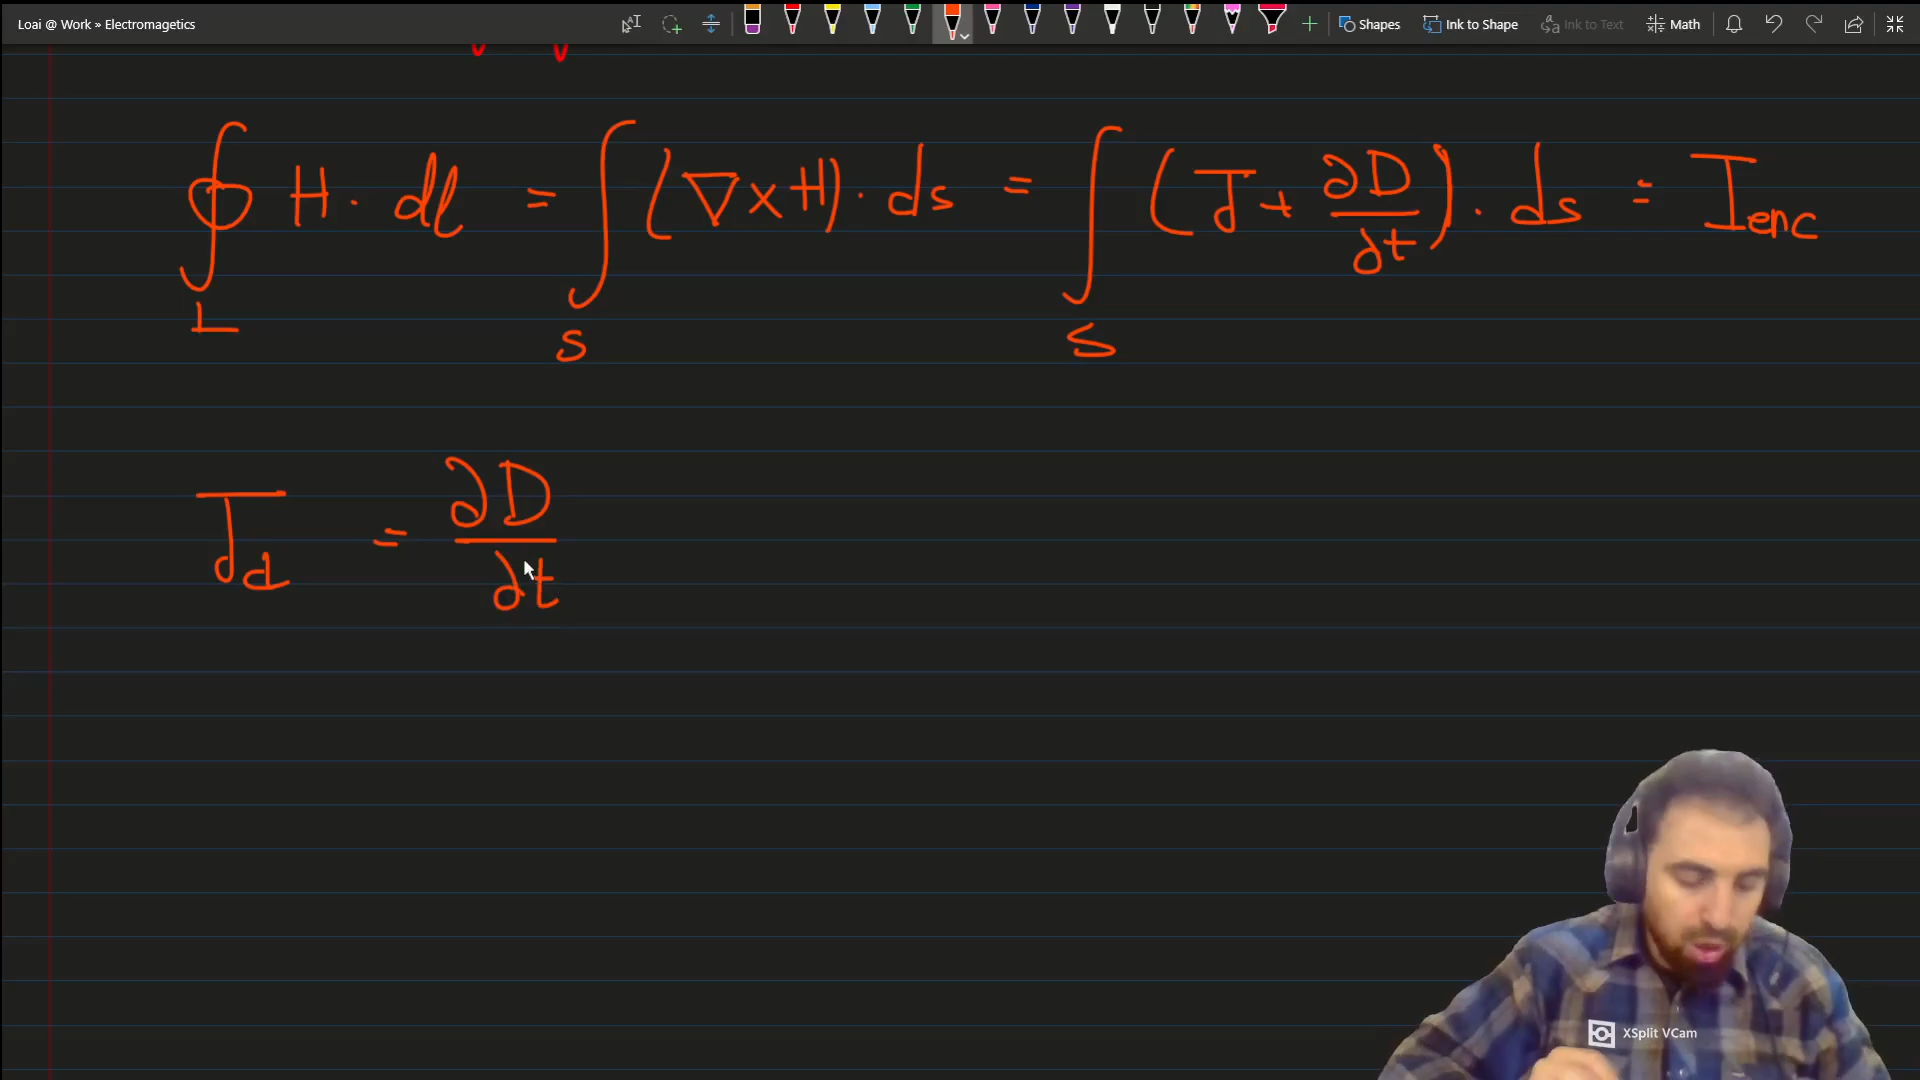 Loai @ Work » Electromagetics
Shapes
Ink to Shape
Ink to Text
Math
∮ H · dl = ∫ (∇×H) · ds = ∫ (J + ∂D/∂t) · ds = Ienc
L S S
Jd = ∂D/∂t
XSplit VCam